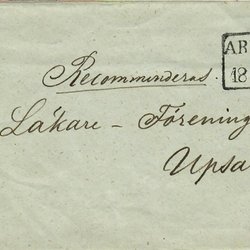 AR
18
Recommenderas.
Läkare - Förening
Upsa